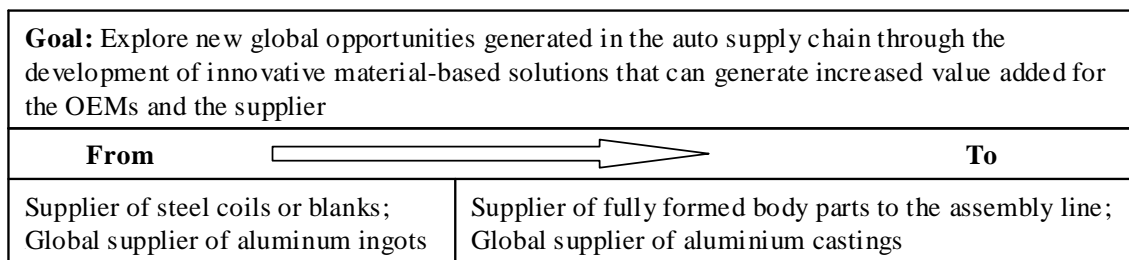 Goal: Explore new global opportunities generated in the auto supply chain through the
development of innovative material-based solutions that can generate increased value added for
the OEMs and the supplier
From To
Supplier of steel coils or blanks;
Global supplier of aluminum ingots
Supplier of fully formed body parts to the assembly line;
Global supplier of aluminium castings